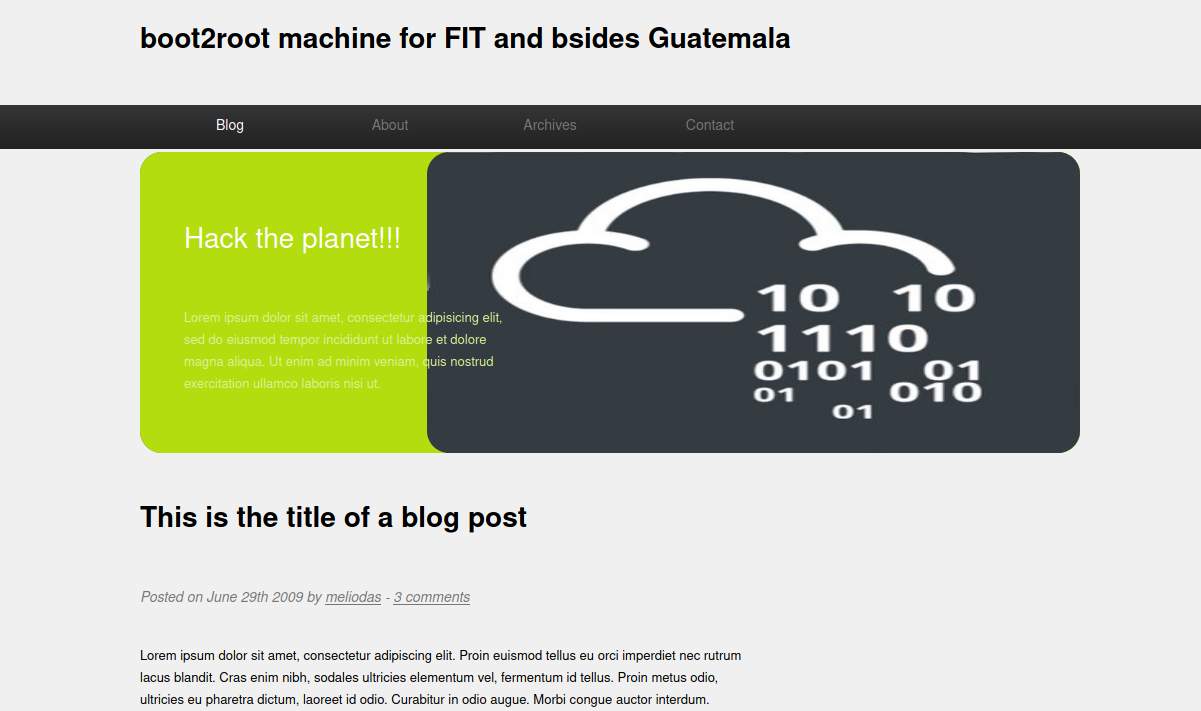 boot2root machine for FIT and bsides Guatemala
Blog About Archives Contact
Hack the planet!!!
Lorem ipsum dolor sit amet, consectetur adipisicing elit,
sed do eiusmod tempor incididunt ut labore et dolore
magna aliqua. Ut enim ad minim veniam, quis nostrud
exercitation ullamco laboris nisi ut.
10 10
1110
0101 01
01 010
01
This is the title of a blog post
Posted on June 29th 2009 by meliodas - 3 comments
Lorem ipsum dolor sit amet, consectetur adipiscing elit. Proin euismod tellus eu orci imperdiet nec rutrum
lacus blandit. Cras enim nibh, sodales ultricies elementum vel, fermentum id tellus. Proin metus odio,
ultricies eu pharetra dictum, laoreet id odio. Curabitur in odio augue. Morbi congue auctor interdum.